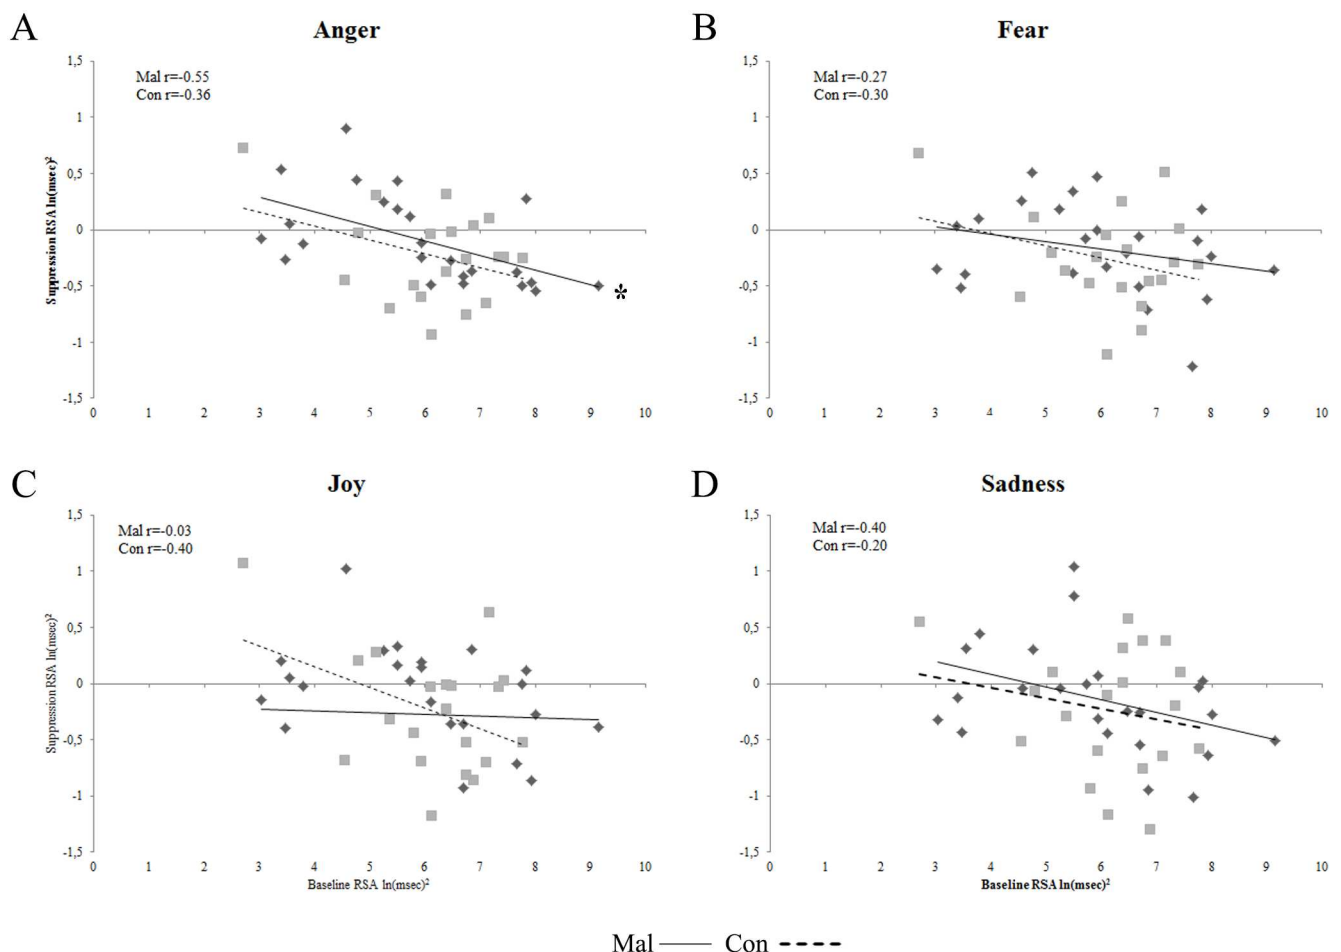 A
Anger
Mal r=-0.55
Con r=-0.36
1,5
1
0,5
0
-0,5
-1
-1,5
Suppression RSA ln(msec)²
*
0 1 2 3 4 5 6 7 8 9 10
B
Fear
Mal r=-0.27
Con r=-0.30
1,5
1
0,5
0
-0,5
-1
-1,5
0 1 2 3 4 5 6 7 8 9 10
C
Joy
Mal r=-0.03
Con r=-0.40
1,5
1
0,5
0
-0,5
-1
-1,5
Suppression RSA ln(msec)²
0 1 2 3 4 5 6 7 8 9 10
Baseline RSA ln(msec)²
D
Sadness
Mal r=-0.40
Con r=-0.20
1,5
1
0,5
0
-0,5
-1
-1,5
0 1 2 3 4 5 6 7 8 9 10
Baseline RSA ln(msec)²
Mal Con